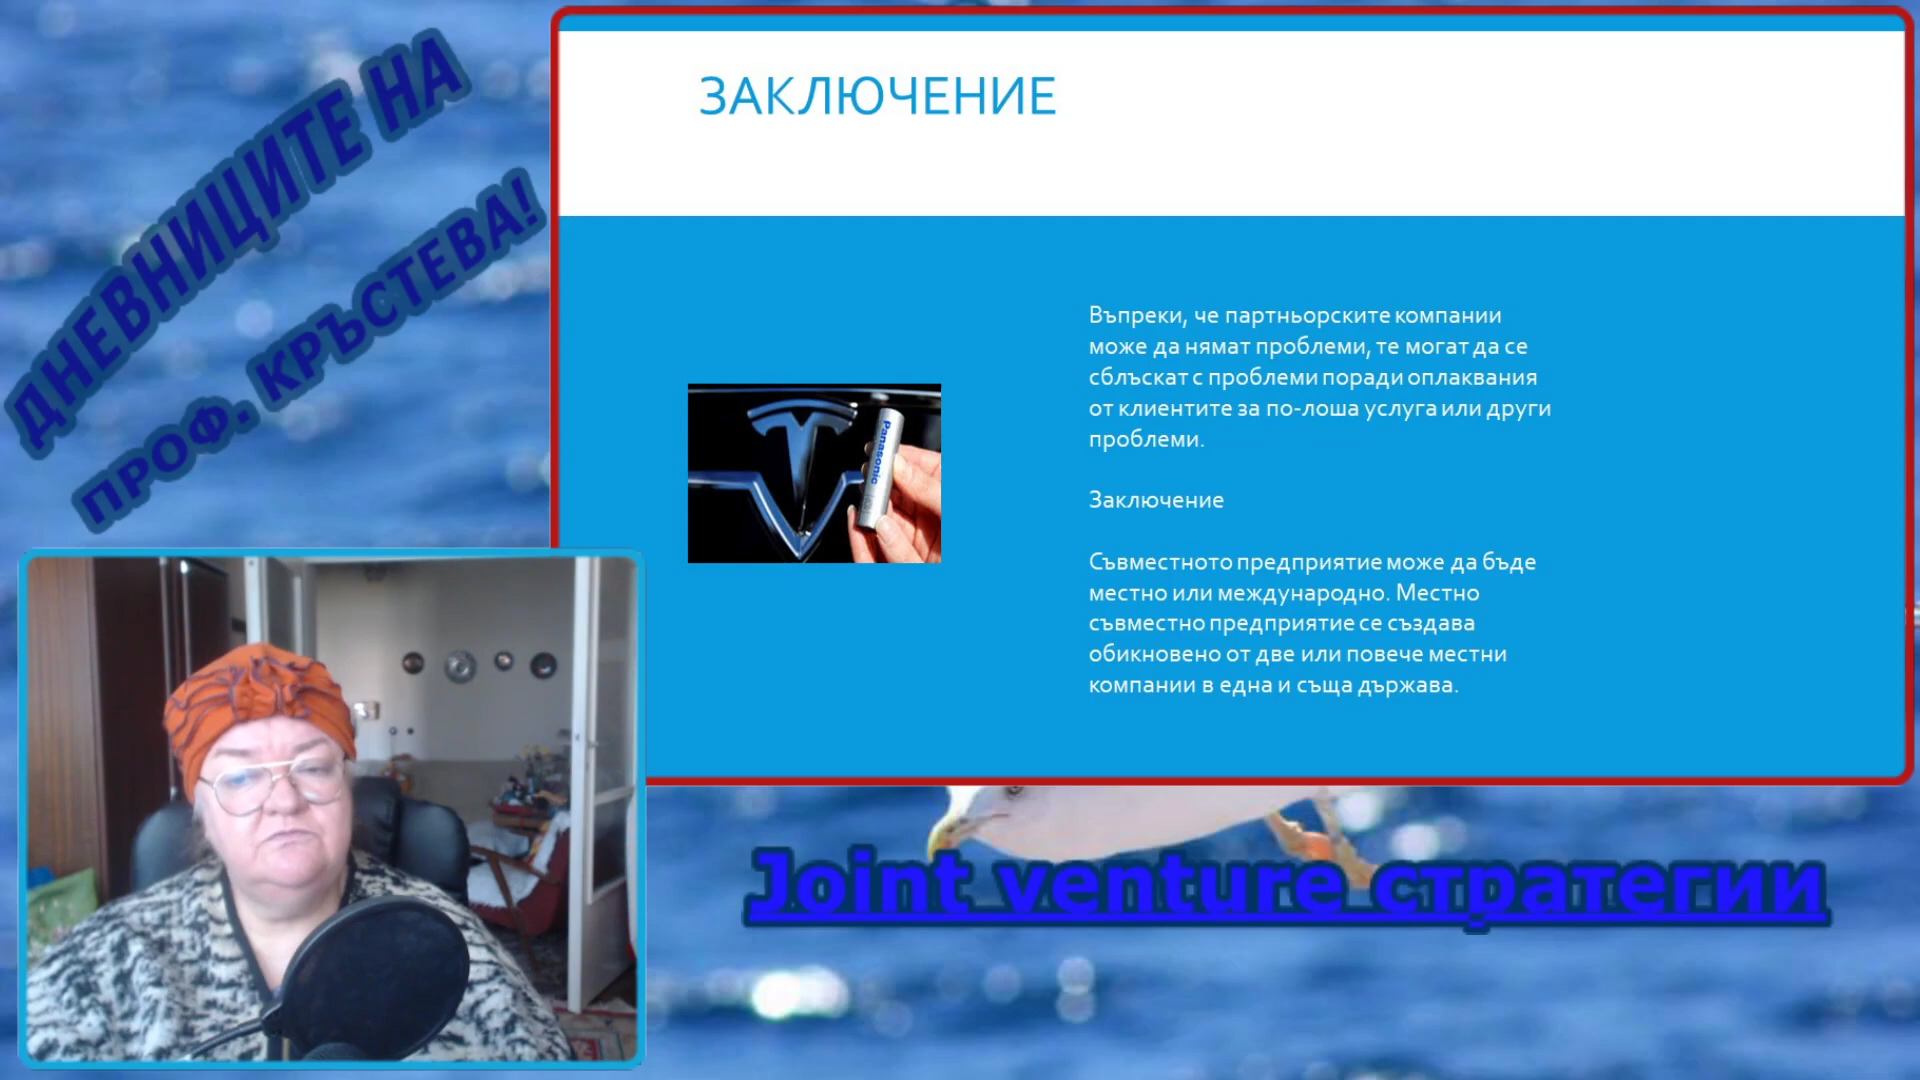 ДНЕВНИЦИТЕ НА
ПРОФ. КРЪСТЕВА!
ЗАКЛЮЧЕНИЕ
Panasonic
Въпреки, че партньорските компании
може да нямат проблеми, те могат да се
сблъскат с проблеми поради оплаквания
от клиентите за по-лоша услуга или други
проблеми.
Заключение
Съвместното предприятие може да бъде
местно или международно. Местно
съвместно предприятие се създава
обикновено от две или повече местни
компании в една и съща държава.
Joint venture стратегии